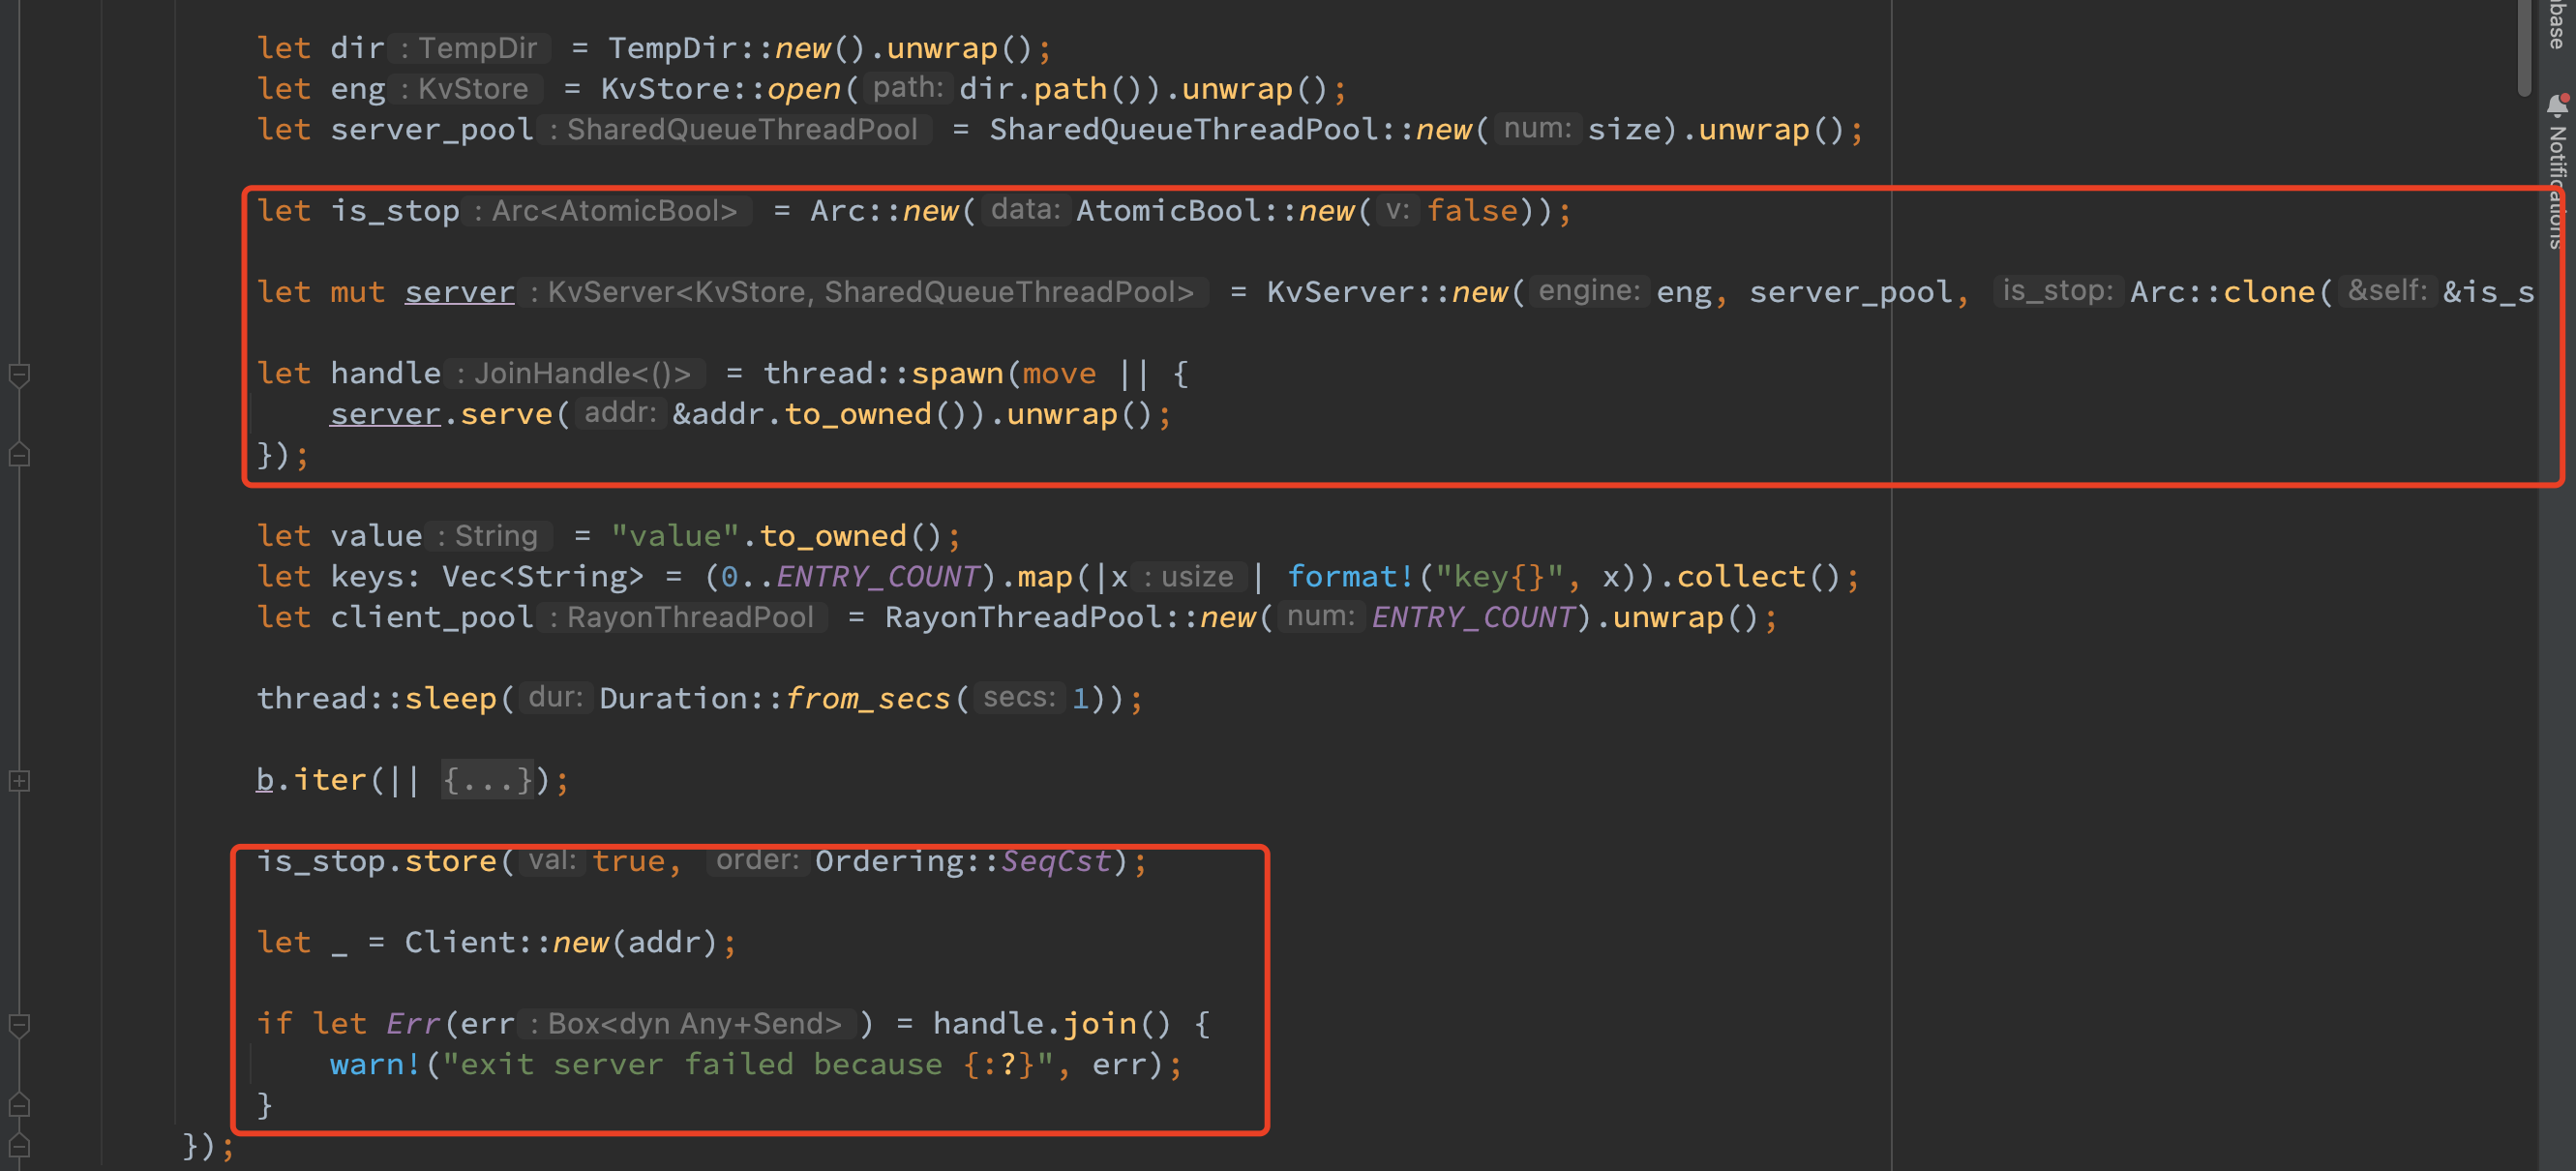 let dir : TempDir = TempDir::new().unwrap();
let eng : KvStore = KvStore::open( path: dir.path()).unwrap();
let server_pool : SharedQueueThreadPool = SharedQueueThreadPool::new( num: size).unwrap();
let is_stop : Arc<AtomicBool> = Arc::new( data: AtomicBool::new( v: false));
let mut server : KvServer<KvStore, SharedQueueThreadPool> = KvServer::new( engine: eng, server_pool, is_stop: Arc::clone( &self: &is_s
let handle : JoinHandle<()> = thread::spawn(move || {
server.serve( addr: &addr.to_owned()).unwrap();
});
let value : String = "value".to_owned();
let keys: Vec<String> = (0..ENTRY_COUNT).map(|x : usize | format!("key{}", x)).collect();
let client_pool : RayonThreadPool = RayonThreadPool::new( num: ENTRY_COUNT).unwrap();
thread::sleep( dur: Duration::from_secs( secs: 1));
b.iter(|| {...});
is_stop.store( val: true, order: Ordering::SeqCst);
let _ = Client::new(addr);
if let Err(err : Box<dyn Any+Send> ) = handle.join() {
warn!("exit server failed because {:?}", err);
}
});
base
Notifications